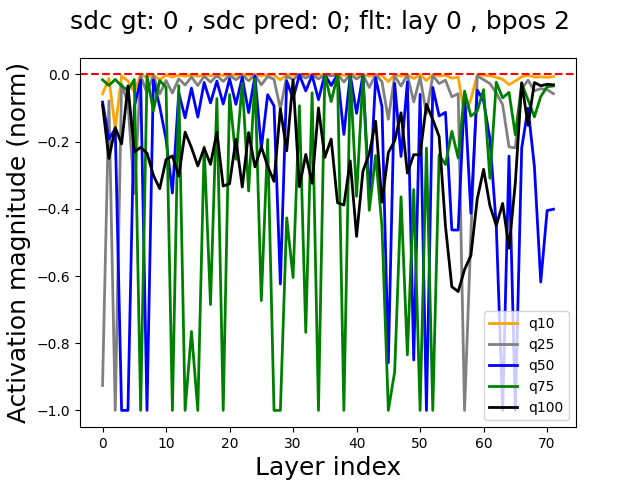 sdc gt: 0 , sdc pred: 0; flt: lay 0 , bpos 2
Activation magnitude (norm)
0.0
−0.2
−0.4
−0.6
−0.8
−1.0
0 10 20 30 40 50 60 70
Layer index
q10
q25
q50
q75
q100